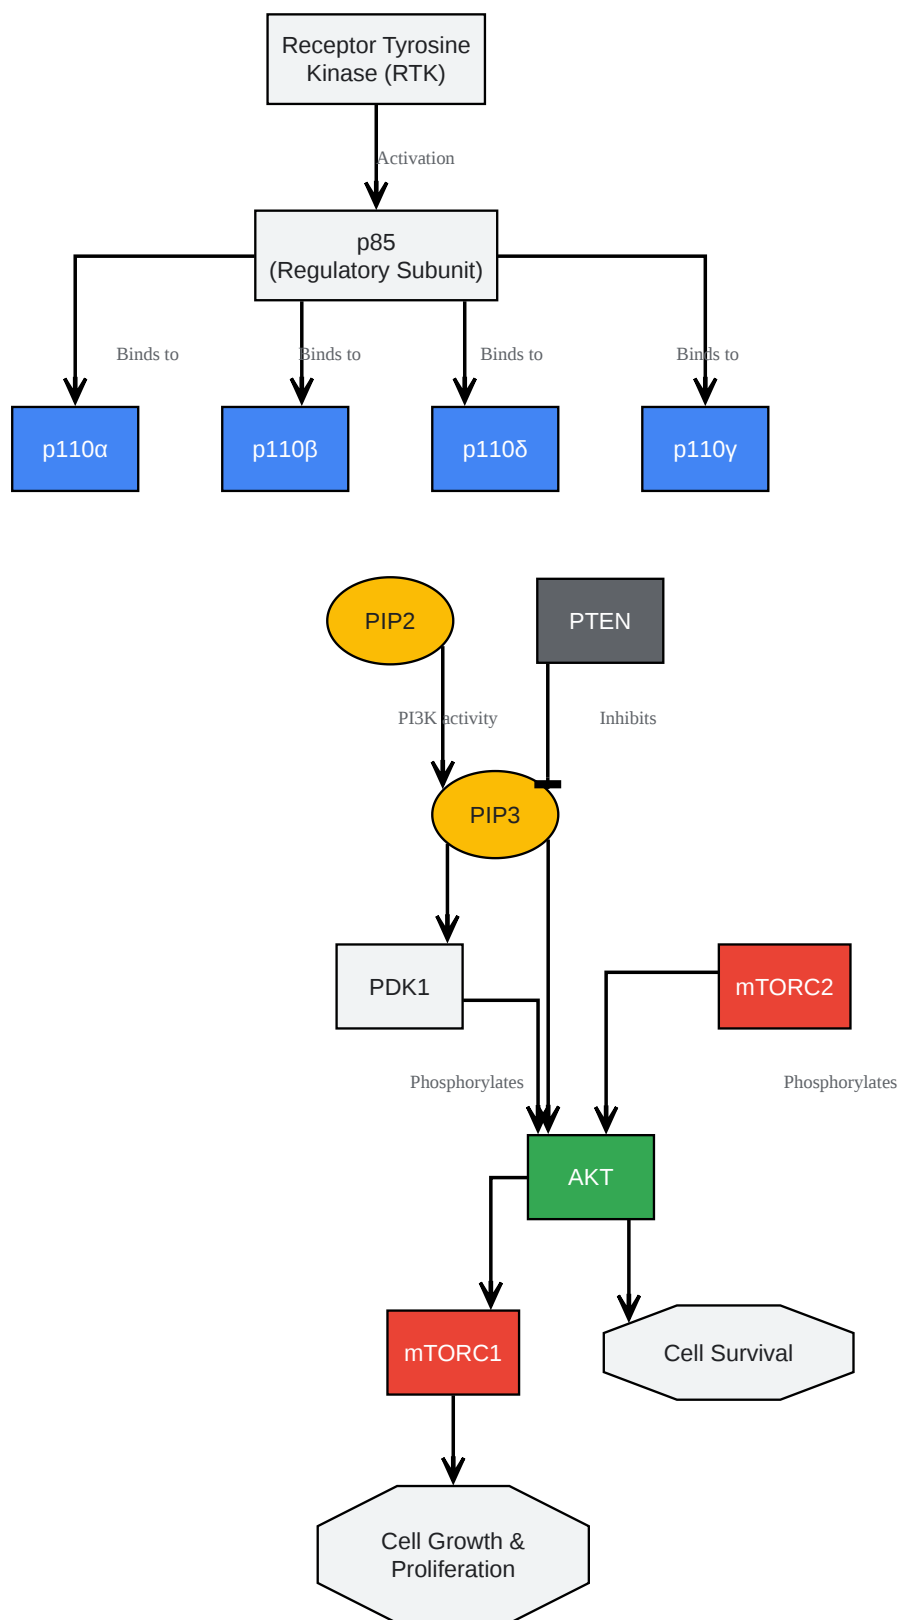 Receptor Tyrosine
Kinase (RTK)
Activation
p85
(Regulatory Subunit)
Binds to
Binds to
Binds to
Binds to
p110α
p110β
p110δ
p110γ
PIP2
PTEN
PI3K activity
Inhibits
PIP3
PDK1
mTORC2
Phosphorylates
Phosphorylates
AKT
mTORC1
Cell Survival
Cell Growth &
Proliferation